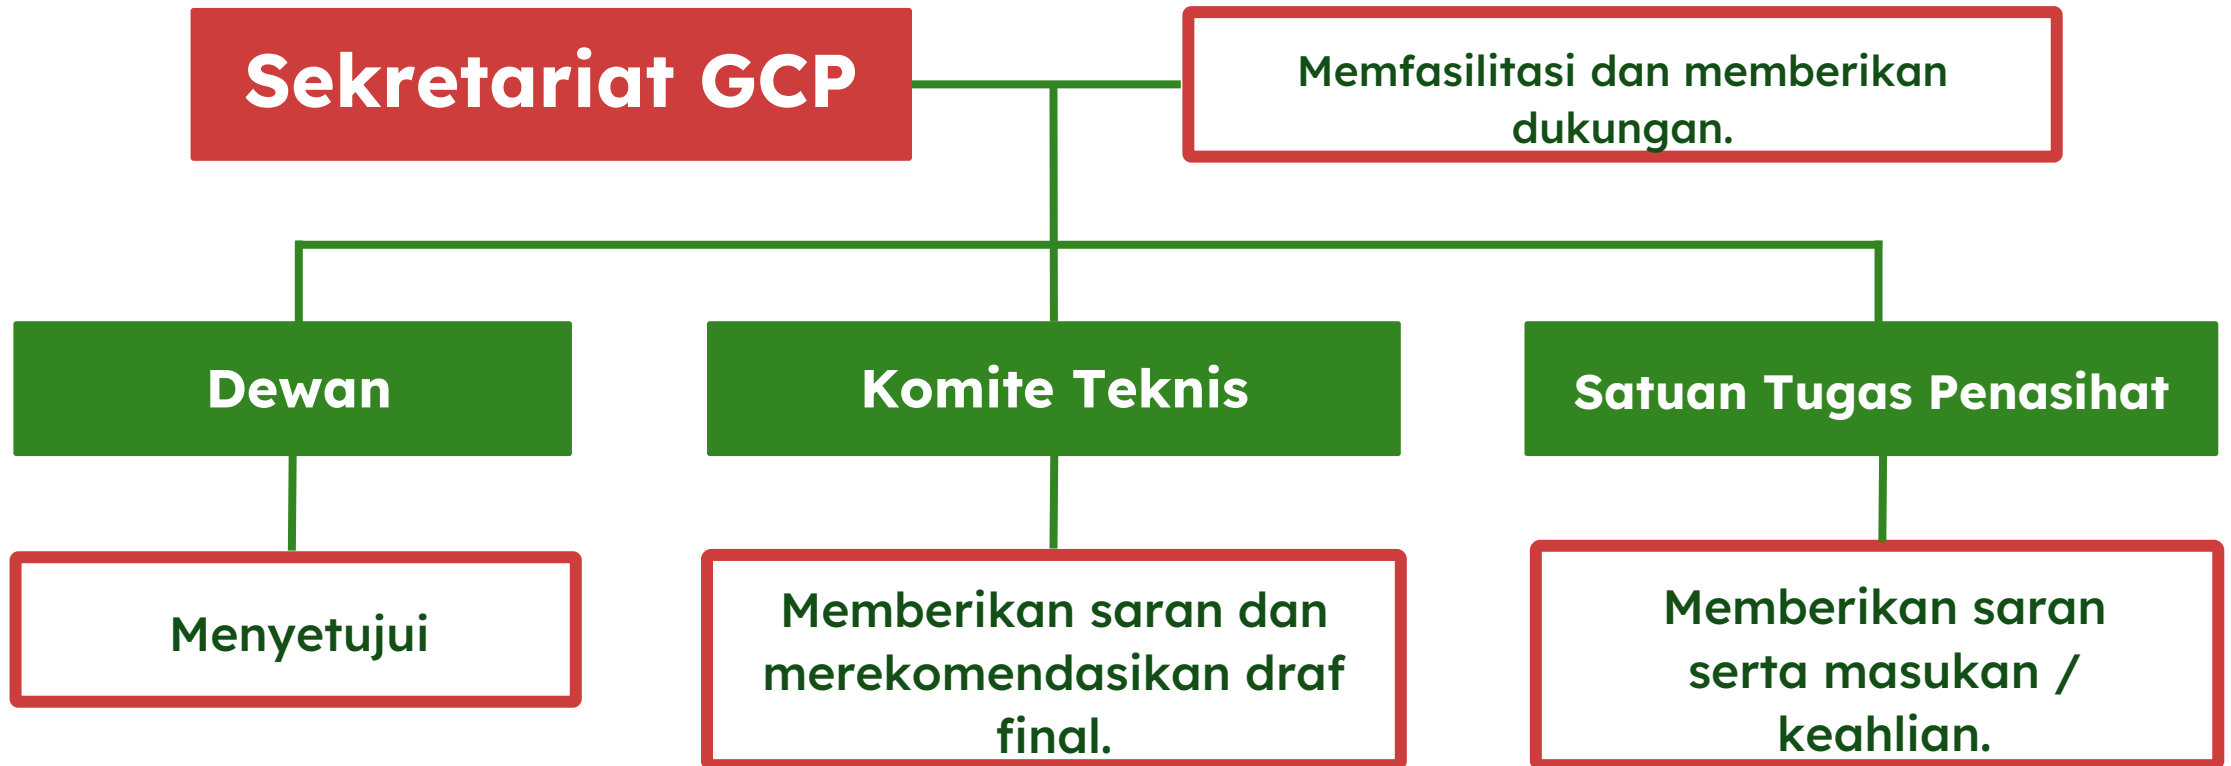 Sekretariat GCP
Memfasilitasi dan memberikan
dukungan.
Dewan
Komite Teknis
Satuan Tugas Penasihat
Menyetujui
Memberikan saran dan
merekomendasikan draf
final.
Memberikan saran
serta masukan /
keahlian.